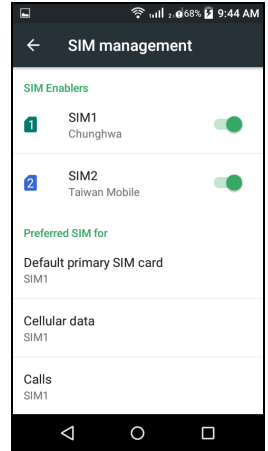 68% 9:44 AM
SIM management
SIM Enablers
1
SIM1
Chunghwa
2
SIM2
Taiwan Mobile
Preferred SIM for
Default primary SIM card
SIM1
Cellular data
SIM1
Calls
SIM1